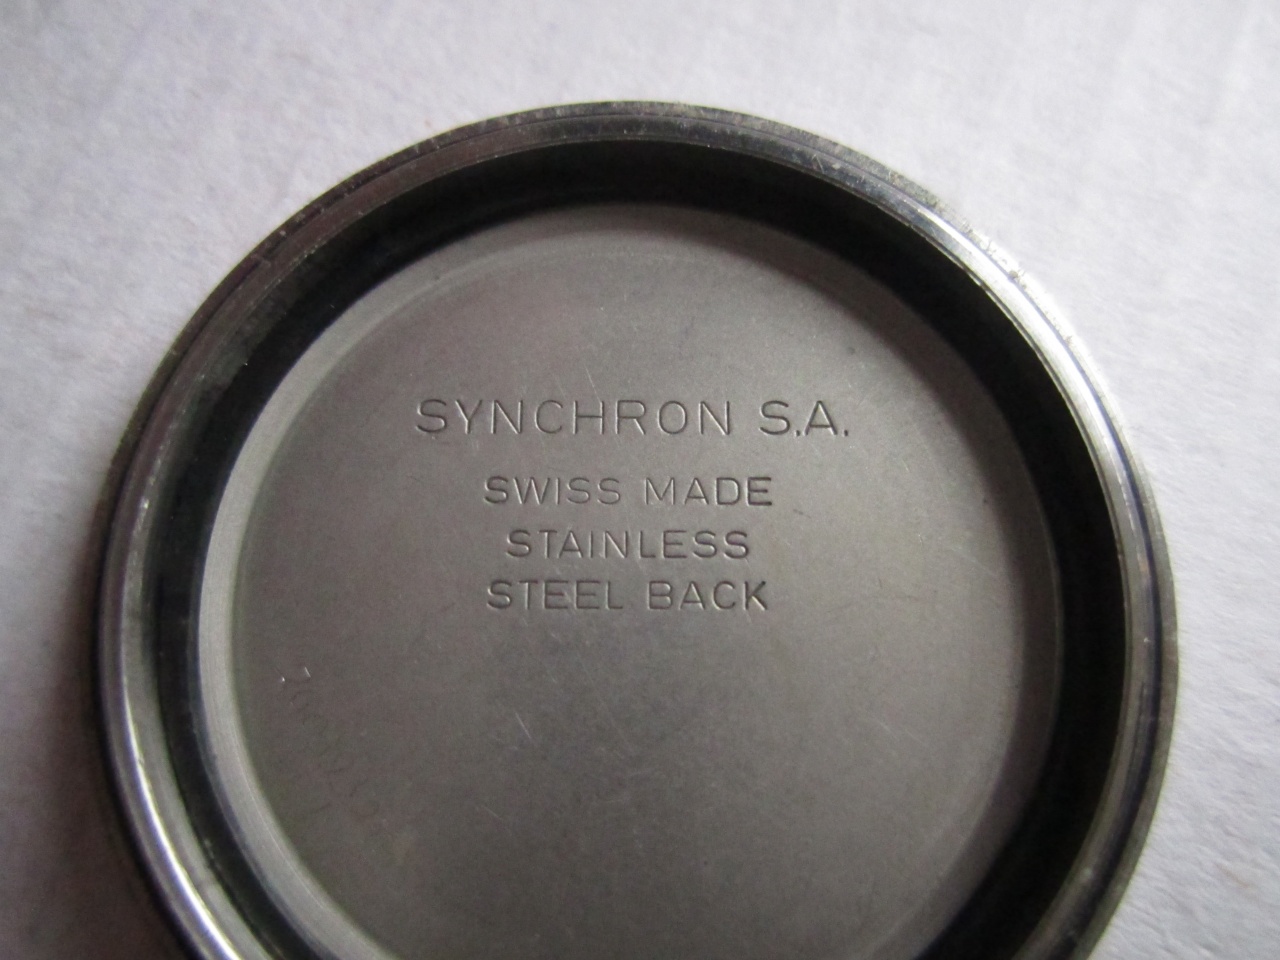 SYNCHRON S.A.
SWISS MADE
STAINLESS
STEEL BACK